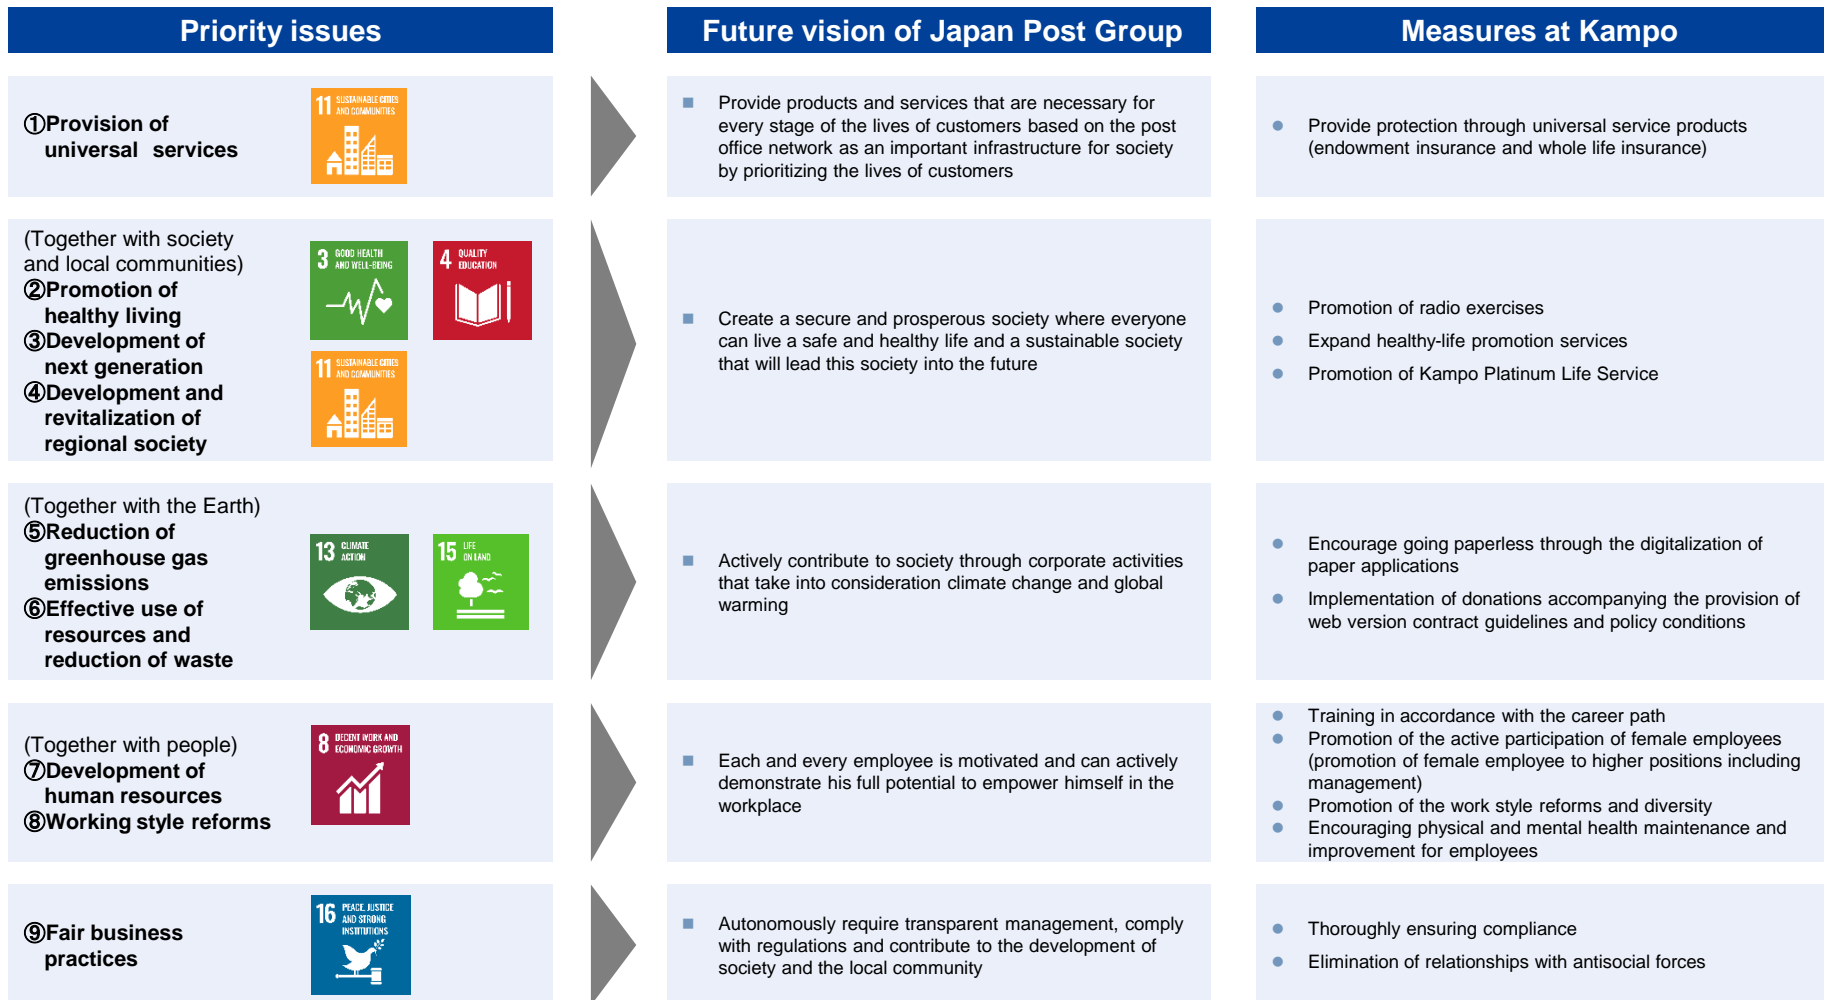 Priority issues
Future vision of Japan Post Group
Measures at Kampo
①Provision of
universal services
11 SUSTAINABLE CITIES
AND COMMUNITIES
■ Provide products and services that are necessary for
every stage of the lives of customers based on the post
office network as an important infrastructure for society
by prioritizing the lives of customers
● Provide protection through universal service products
(endowment insurance and whole life insurance)
(Together with society
and local communities)
②Promotion of
healthy living
③Development of
next generation
④Development and
revitalization of
regional society
3 GOOD HEALTH
AND WELL-BEING
4 QUALITY
EDUCATION
11 SUSTAINABLE CITIES
AND COMMUNITIES
■ Create a secure and prosperous society where everyone
can live a safe and healthy life and a sustainable society
that will lead this society into the future
● Promotion of radio exercises
● Expand healthy-life promotion services
● Promotion of Kampo Platinum Life Service
(Together with the Earth)
⑤Reduction of
greenhouse gas
emissions
⑥Effective use of
resources and
reduction of waste
13 CLIMATE
ACTION
15 LIFE
ON LAND
■ Actively contribute to society through corporate activities
that take into consideration climate change and global
warming
● Encourage going paperless through the digitalization of
paper applications
● Implementation of donations accompanying the provision of
web version contract guidelines and policy conditions
(Together with people)
⑦Development of
human resources
⑧Working style reforms
8 DECENT WORK AND
ECONOMIC GROWTH
■ Each and every employee is motivated and can actively
demonstrate his full potential to empower himself in the
workplace
● Training in accordance with the career path
● Promotion of the active participation of female employees
(promotion of female employee to higher positions including
management)
● Promotion of the work style reforms and diversity
● Encouraging physical and mental health maintenance and
improvement for employees
⑨Fair business
practices
16 PEACE, JUSTICE
AND STRONG
INSTITUTIONS
■ Autonomously require transparent management, comply
with regulations and contribute to the development of
society and the local community
● Thoroughly ensuring compliance
● Elimination of relationships with antisocial forces